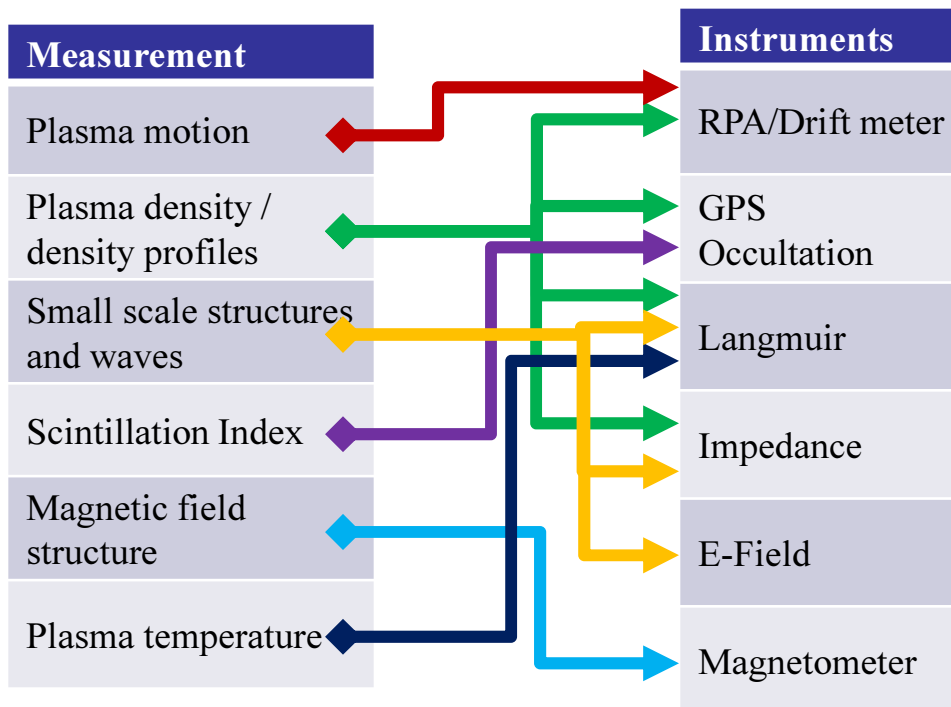 Measurement
Plasma motion
Plasma density /
density profiles
Small scale structures
and waves
Scintillation Index
Magnetic field
structure
Plasma temperature
Instruments
RPA/Drift meter
GPS
Occultation
Langmuir
Impedance
E-Field
Magnetometer